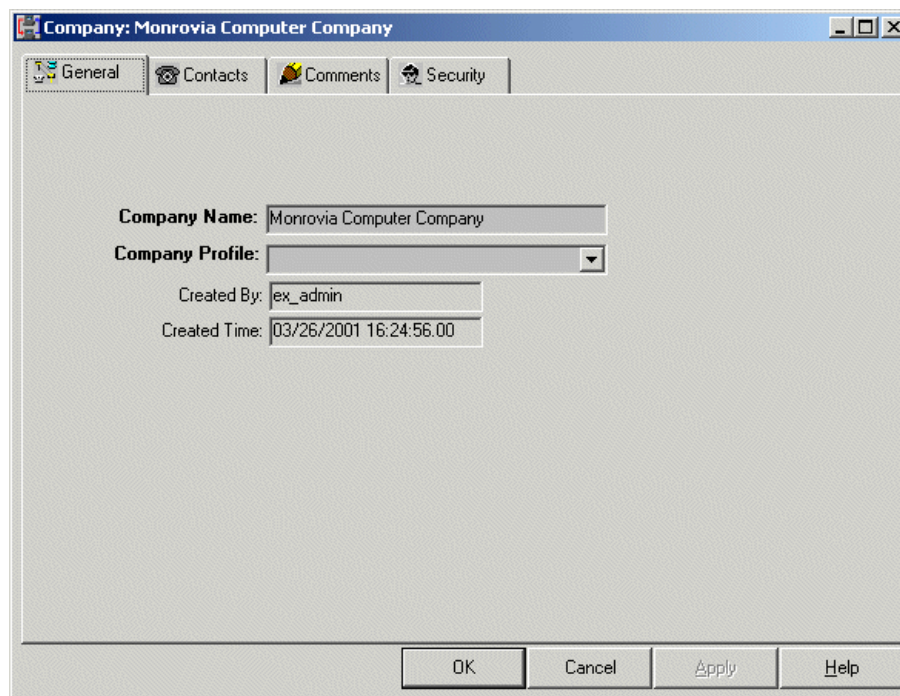 Company: Monrovia Computer Company
General Contacts Comments Security
Company Name: Monrovia Computer Company
Company Profile:
Created By: ex_admin
Created Time: 03/26/2001 16:24:56.00
OK Cancel Apply Help